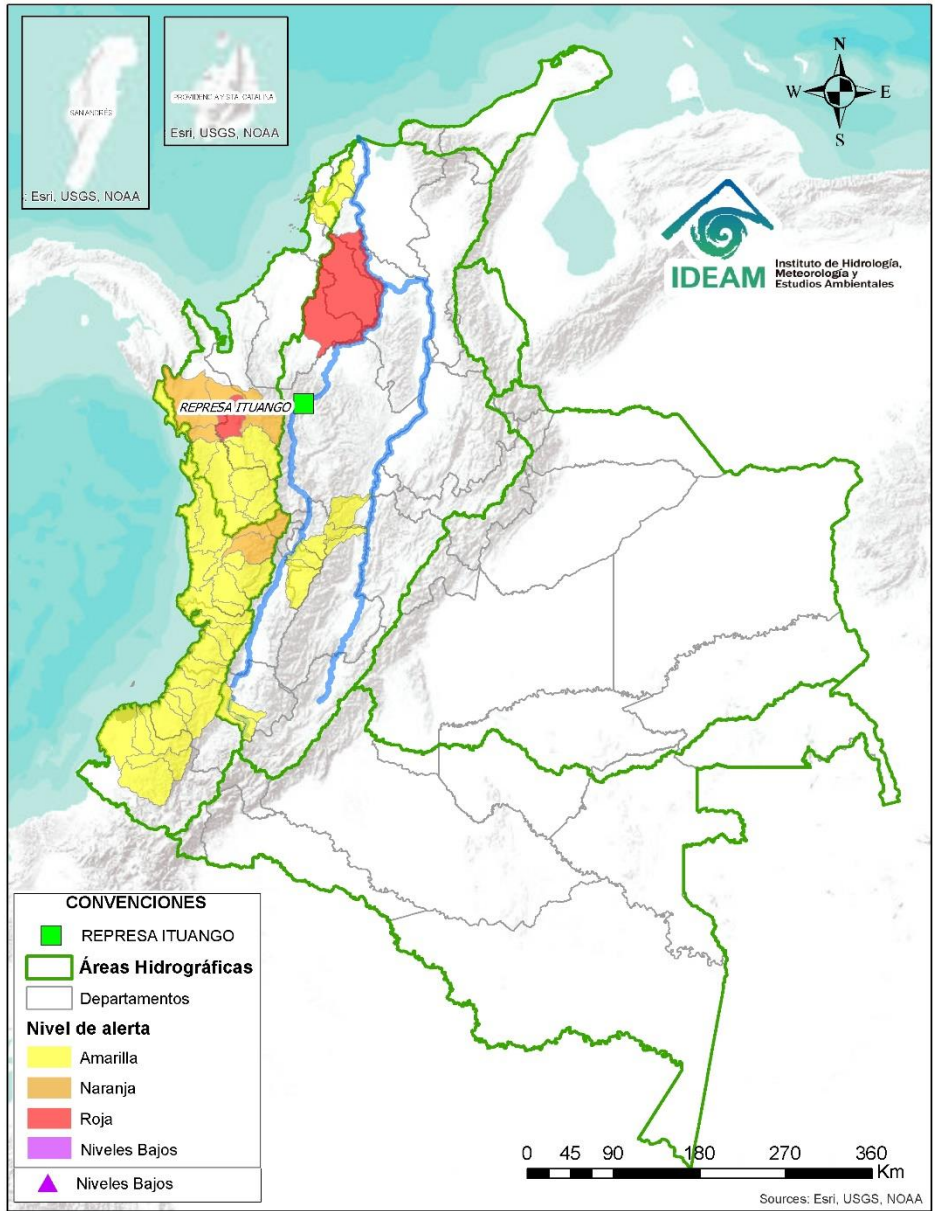 SAN ANDRÉS
: Esri, USGS, NOAA
PROVIDENCIA Y STA. CATALINA
Esri, USGS, NOAA
N
W
E
S
IDEAM
Instituto de Hidrología,
Meteorología y
Estudios Ambientales
REPRESA ITUANGO
CONVENCIONES
REPRESA ITUANGO
Áreas Hidrográficas
Departamentos
Nivel de alerta
Amarilla
Naranja
Roja
Niveles Bajos
Niveles Bajos
0 45 90 180 270 360
Km
Sources: Esri, USGS, NOAA